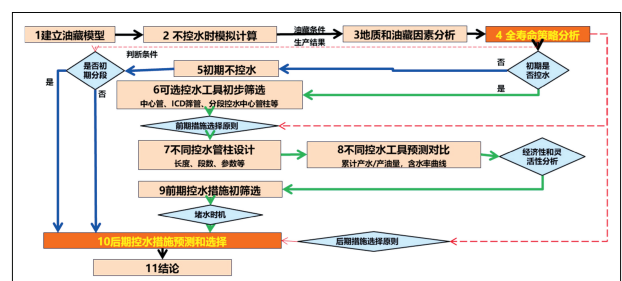 1建立油藏模型
2 不控水时模拟计算
油藏条件
生产结果
3地质和油藏因素分析
4 全寿命策略分析
判断条件
是否初
期分段
5初期不控水
否
初期是
否控水
是
否
是
6可选控水工具初步筛选
中心管、ICD筛管、分段控水中心管柱等
前期措施选择原则
7不同控水管柱设计
长度、段数、参数等
8不同控水工具预测对比
累计产水/产油量，含水率曲线
经济性和灵
活性分析
9前期控水措施初筛选
堵水时机
10后期控水措施预测和选择
后期措施选择原则
11结论